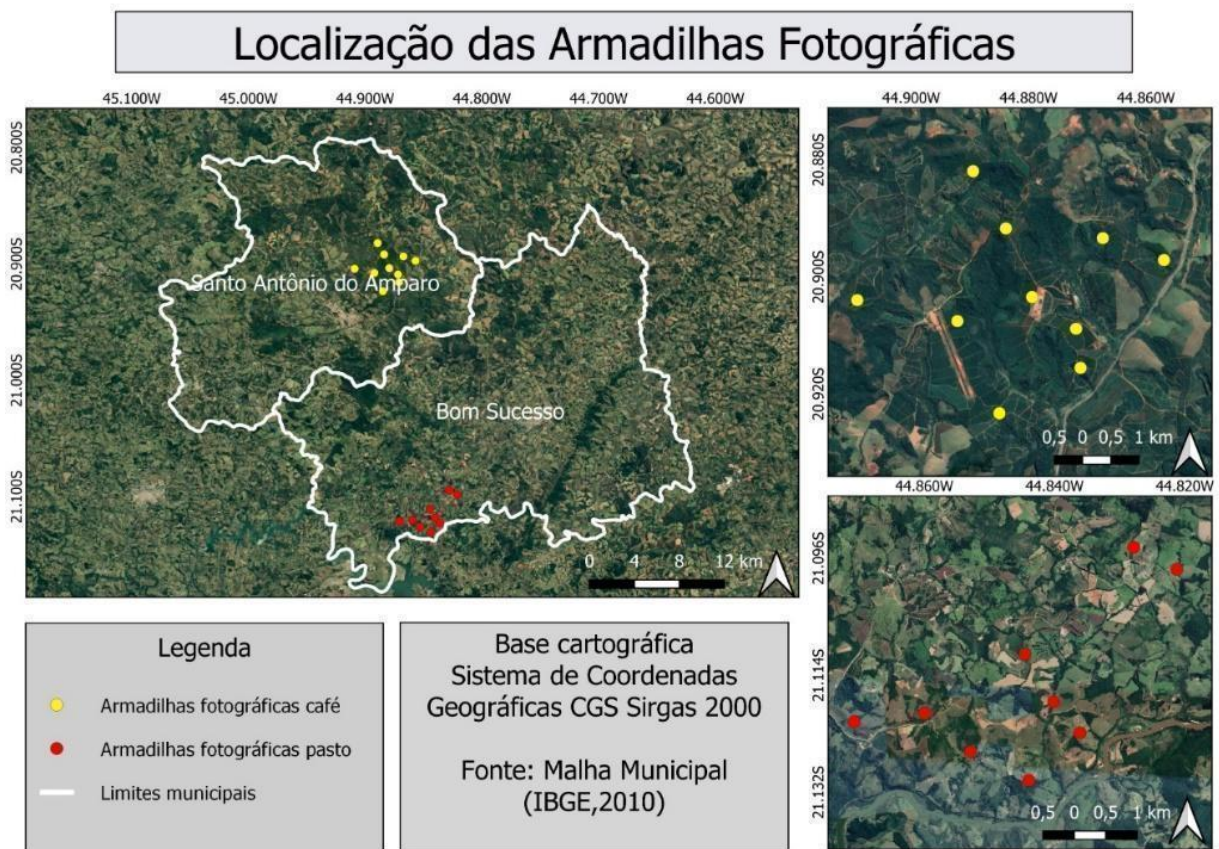 Localização das Armadilhas Fotográficas
45.100W 45.000W 44.900W 44.800W 44.700W 44.600W
20.800S
20.900S
21.000S
21.100S
Santo Antônio do Amparo
Bom Sucesso
0 4 8 12 km
44.900W 44.880W 44.860W
20.880S
20.900S
20.920S
0,5 0 0,5 1 km
44.860W 44.840W 44.820W
21.096S
21.114S
21.132S
0,5 0 0,5 1 km
Legenda
Armadilhas fotográficas café
Armadilhas fotográficas pasto
Limites municipais
Base cartográfica
Sistema de Coordenadas
Geográficas CGS Sirgas 2000
Fonte: Malha Municipal
(IBGE,2010)